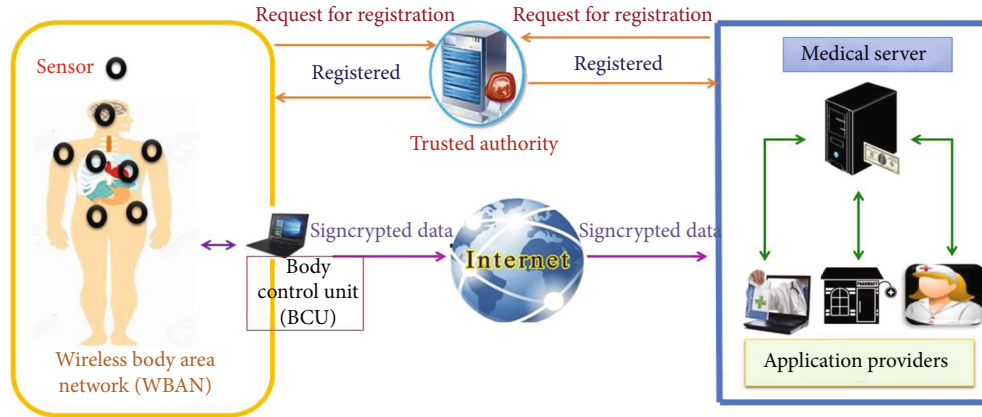 Request for registration
Request for registration
Sensor
Registered
Registered
Medical server
Trusted authority
Signcrypted data
Internet
Signcrypted data
Body
control unit
(BCU)
PHARMACY
Wireless body area
network (WBAN)
Application providers